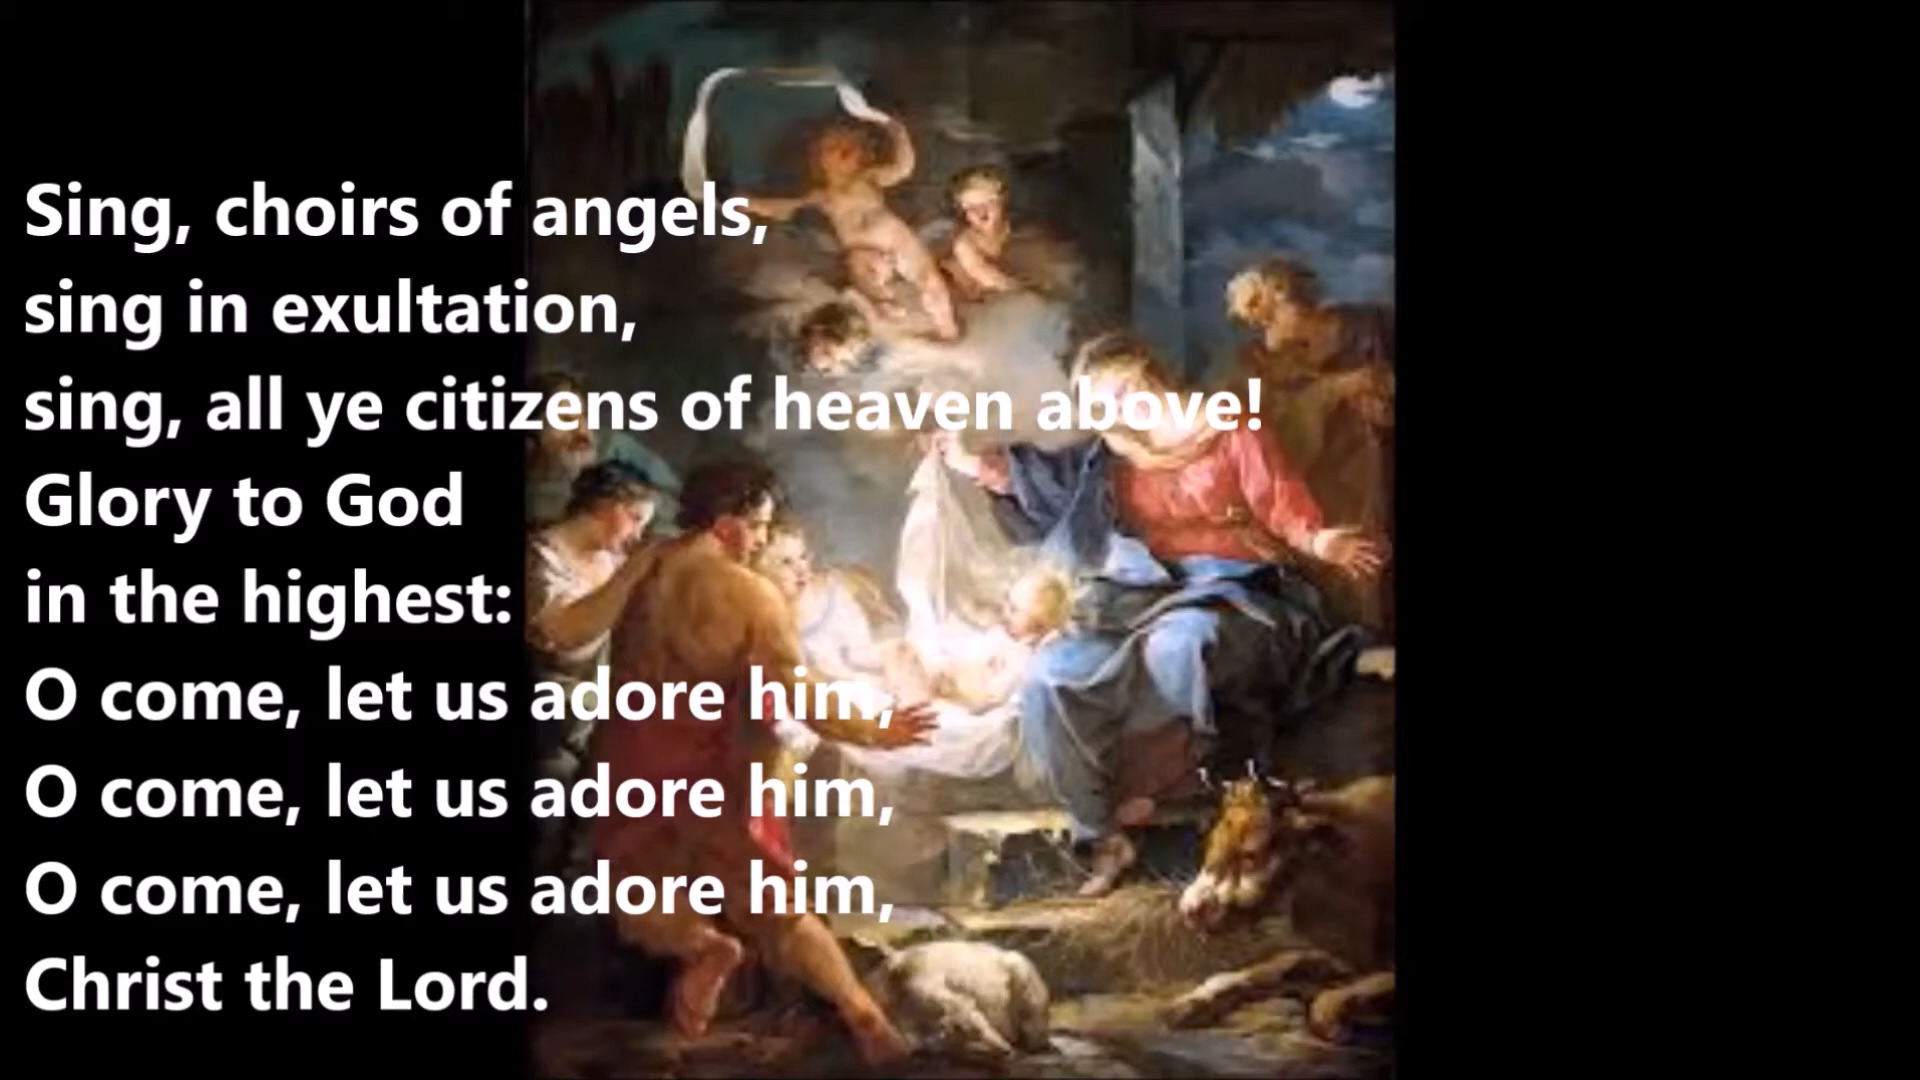 Sing, choirs of angels,
sing in exultation,
sing, all ye citizens of heaven above!
Glory to God
in the highest:
O come, let us adore him,
O come, let us adore him,
O come, let us adore him,
Christ the Lord.